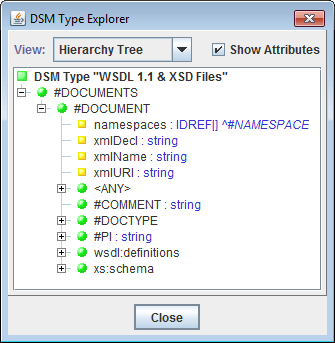 DSM Type Explorer
View: Hierarchy Tree Show Attributes
DSM Type "WSDL 1.1 & XSD Files"
#DOCUMENTS
#DOCUMENT
namespaces : IDREF[] ^#NAMESPACE
xmlDecl : string
xmlName : string
xmlURI : string
<ANY>
#COMMENT : string
#DOCTYPE
#PI : string
wsdl:definitions
xs:schema
Close